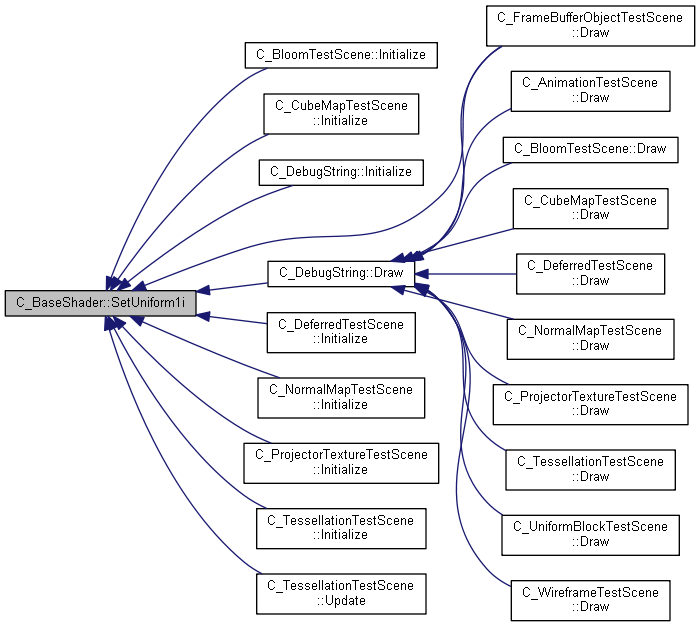 C_BaseShader::SetUniform1i
C_BloomTestScene::Initialize
C_CubeMapTestScene
::Initialize
C_DebugString::Initialize
C_DebugString::Draw
C_DeferredTestScene
::Initialize
C_NormalMapTestScene
::Initialize
C_ProjectorTextureTestScene
::Initialize
C_TessellationTestScene
::Initialize
C_TessellationTestScene
::Update
C_FrameBufferObjectTestScene
::Draw
C_AnimationTestScene
::Draw
C_BloomTestScene::Draw
C_CubeMapTestScene
::Draw
C_DeferredTestScene
::Draw
C_NormalMapTestScene
::Draw
C_ProjectorTextureTestScene
::Draw
C_TessellationTestScene
::Draw
C_UniformBlockTestScene
::Draw
C_WireframeTestScene
::Draw